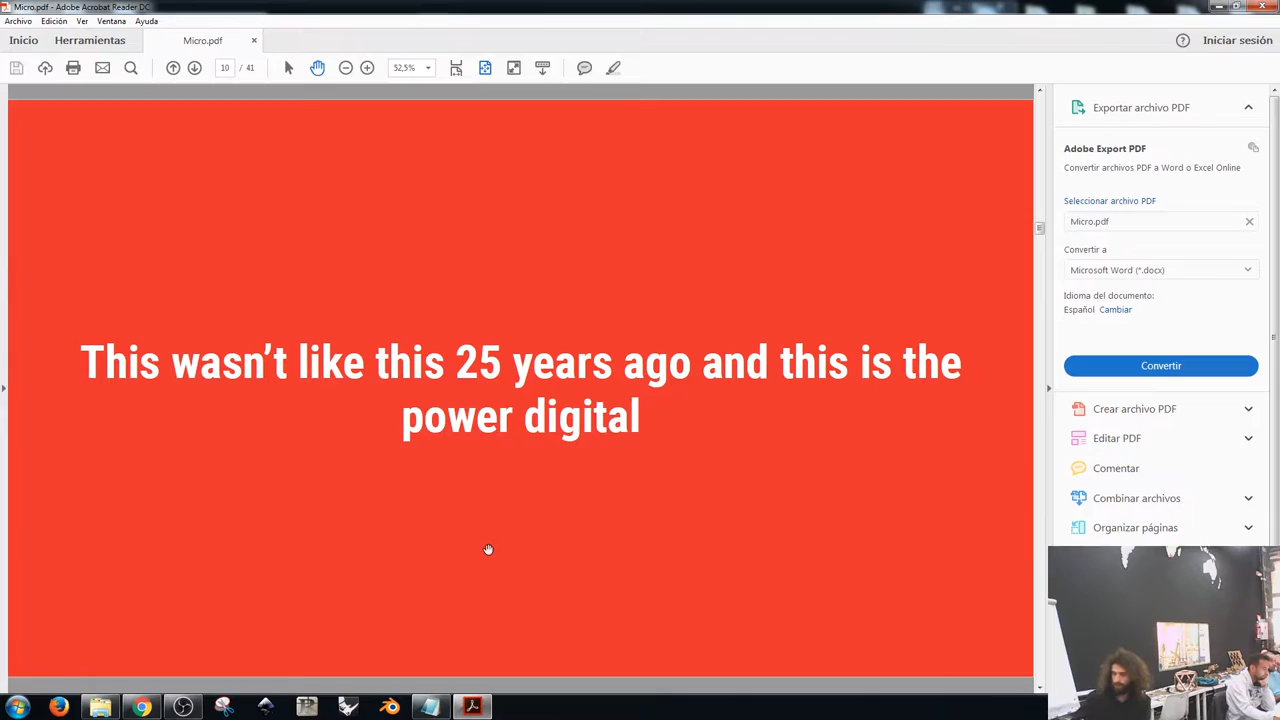 Micro.pdf - Adobe Acrobat Reader DC
Archivo Edición Ver Ventana Ayuda
Inicio Herramientas Micro.pdf Iniciar sesión
10 / 41 52,5%
This wasn’t like this 25 years ago and this is the
power digital
Exportar archivo PDF
Adobe Export PDF
Convertir archivos PDF a Word o Excel Online
Seleccionar archivo PDF
Micro.pdf
Convertir a
Microsoft Word (*.docx)
Idioma del documento:
Español Cambiar
Convertir
Crear archivo PDF
Editar PDF
Comentar
Combinar archivos
Organizar páginas